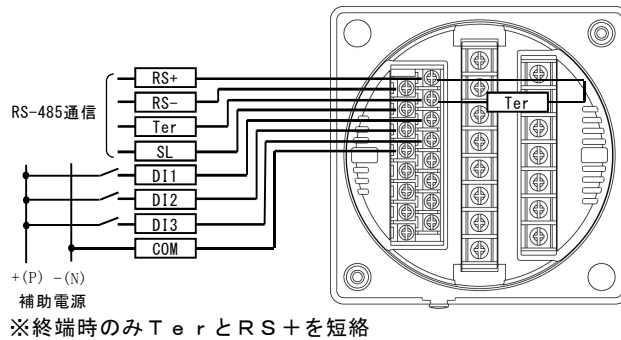 RS-485通信
RS+
RS-
Ter
SL
DI1
DI2
DI3
COM
Ter
+(P) -(N)
補助電源
※終端時のみＴｅｒとＲＳ＋を短絡